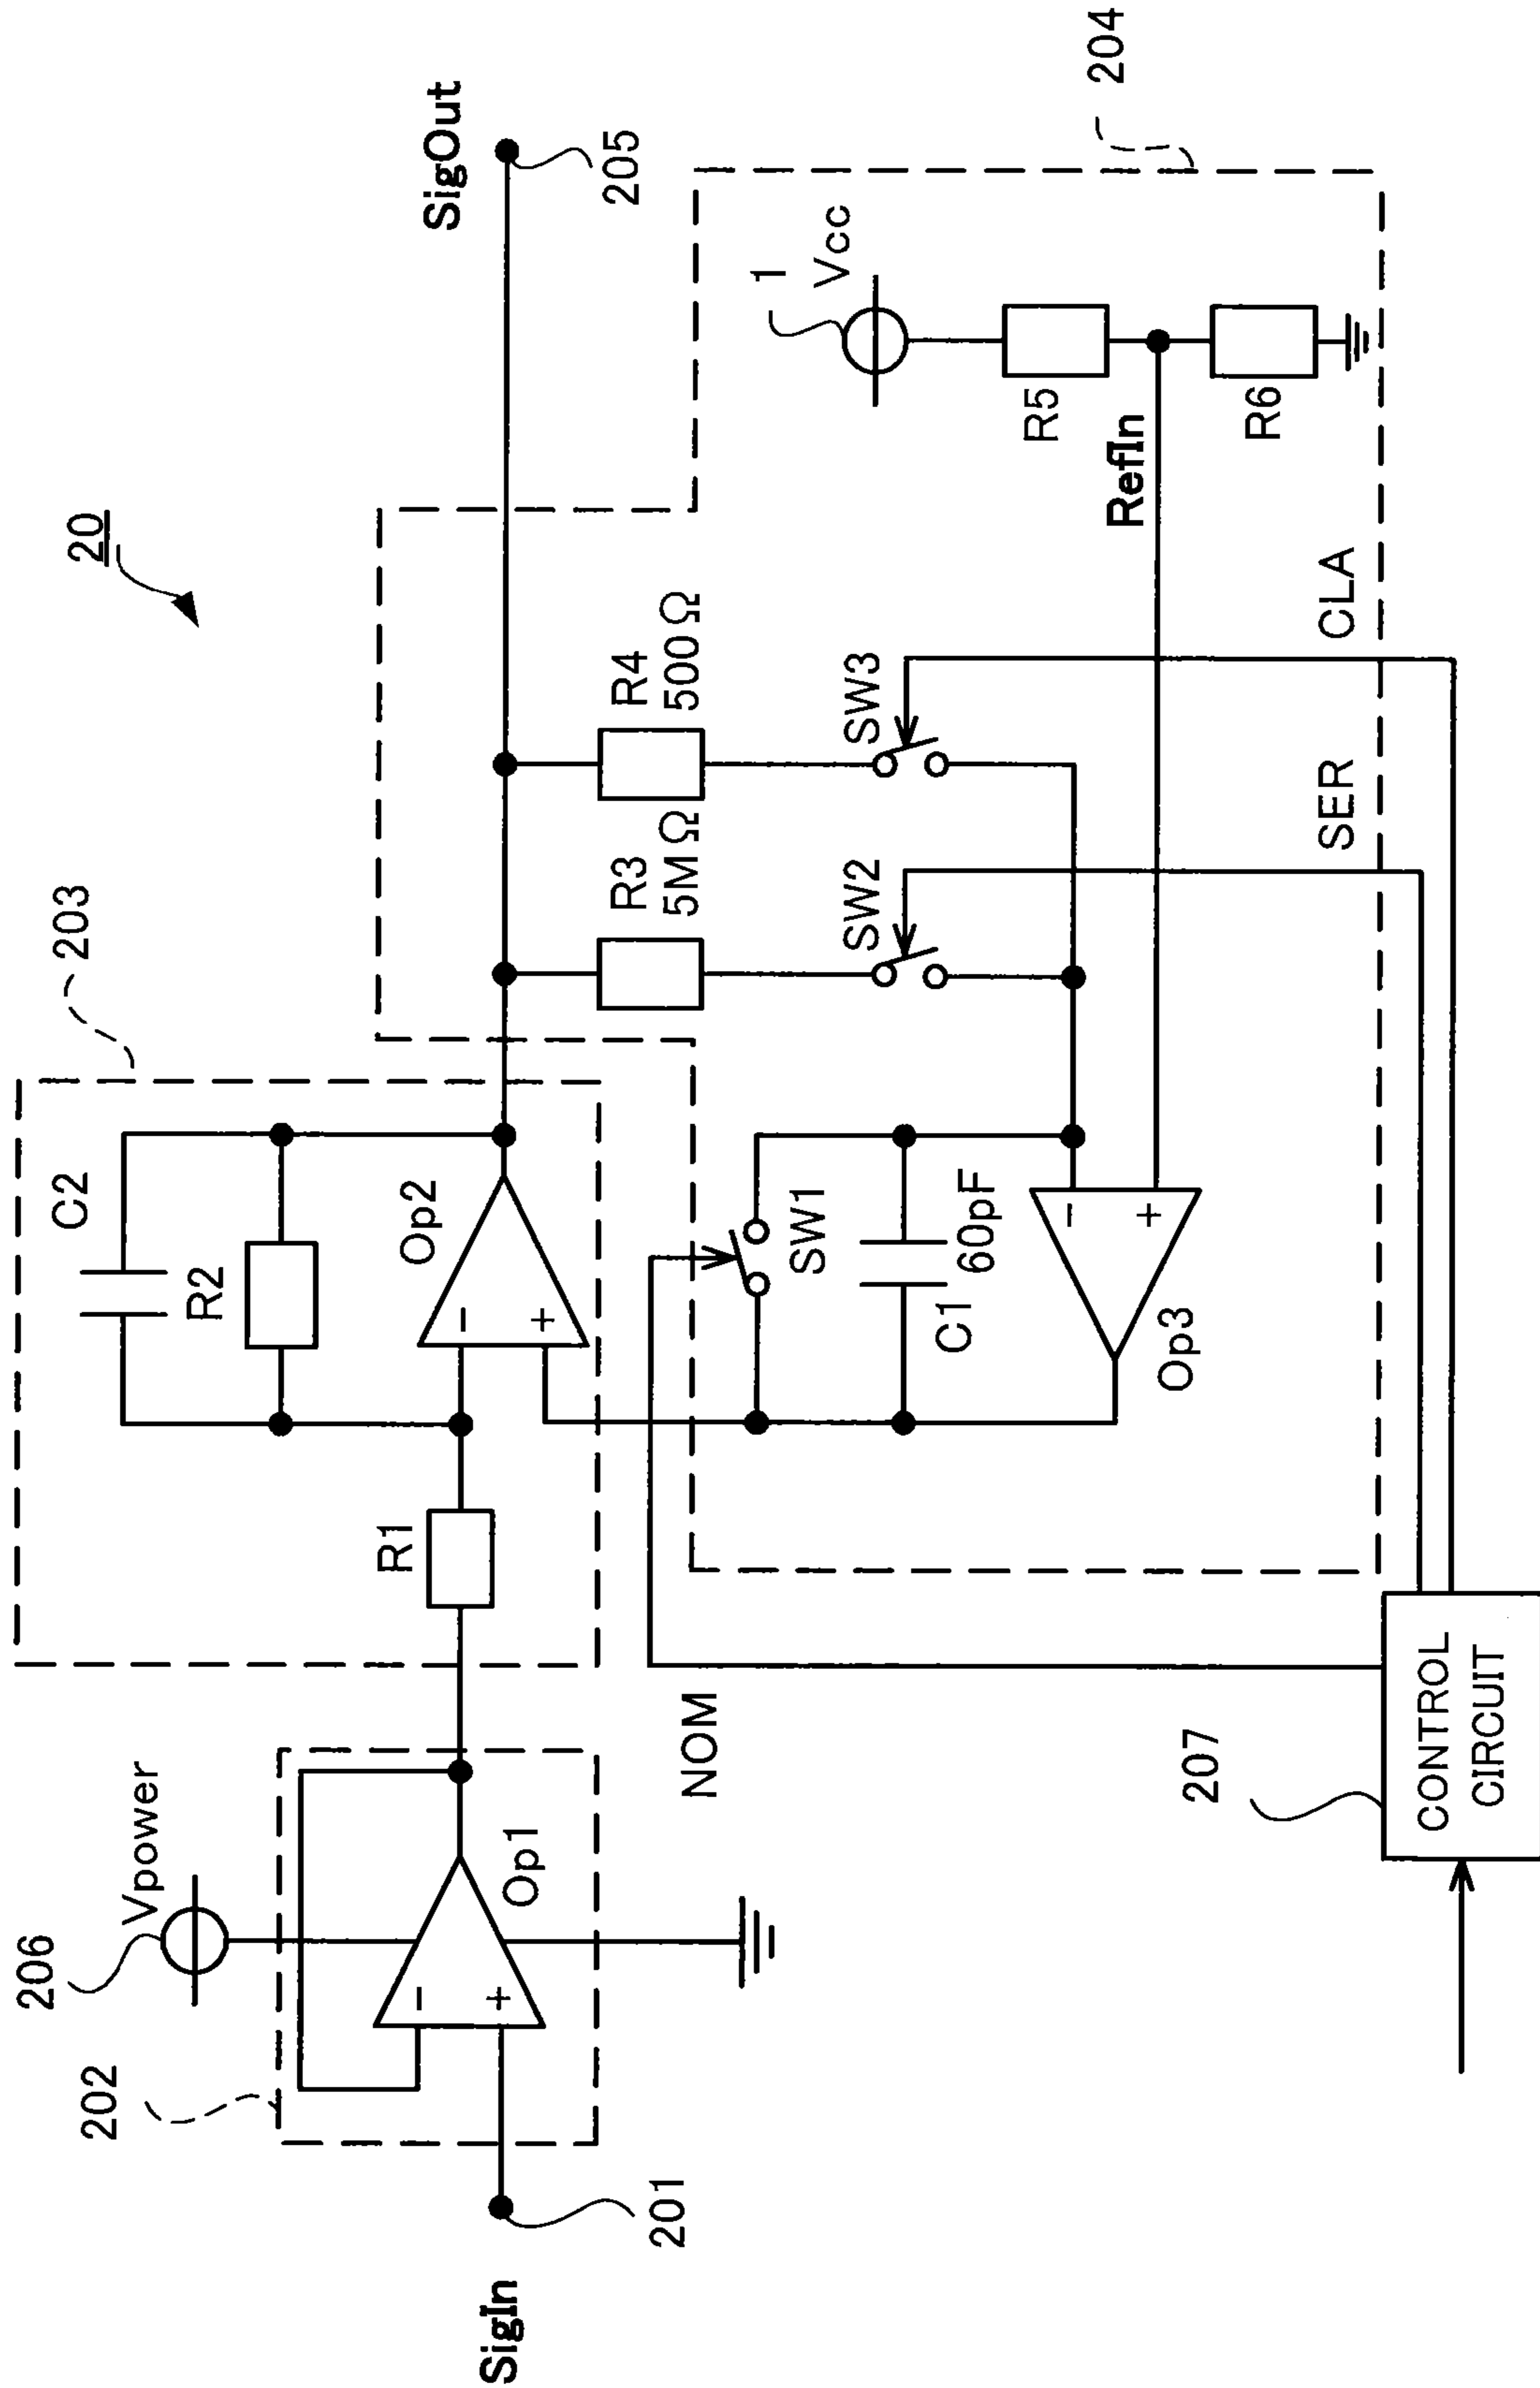 20
203
C2
R2
Op2
R1
202
206
Vpower
Op1
SigIn
201
SigOut
205
204
1
Vcc
R3
5MΩ
R4
500Ω
SW2
SW3
R5
R6
RefIn
SW1
C1
60pF
Op3
NOM
SER
CLA
207
CONTROL
CIRCUIT
−
+
−
+
−
+